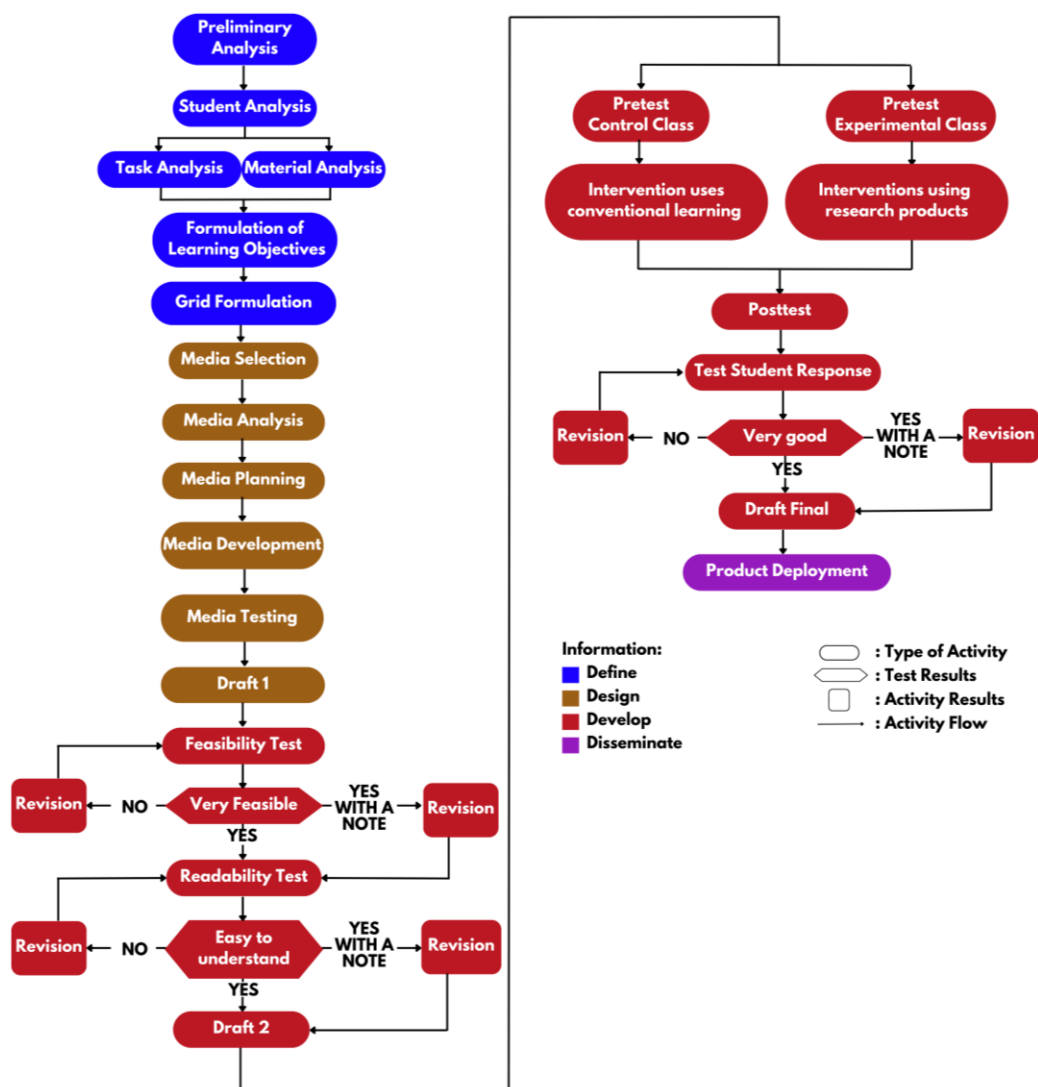 Preliminary
Analysis
Student Analysis
Task Analysis
Material Analysis
Formulation of
Learning Objectives
Grid Formulation
Media Selection
Media Analysis
Media Planning
Media Development
Media Testing
Draft 1
Feasibility Test
Revision
NO
Very Feasible
YES
WITH A
NOTE
Revision
YES
Readability Test
Revision
NO
Easy to
understand
YES
WITH A
NOTE
Revision
YES
Draft 2
Pretest
Control Class
Pretest
Experimental Class
Intervention uses
conventional learning
Interventions using
research products
Posttest
Test Student Response
Revision
NO
Very good
YES
WITH A
NOTE
Revision
YES
Draft Final
Product Deployment
Information:
Define
Design
Develop
Disseminate
: Type of Activity
: Test Results
: Activity Results
: Activity Flow